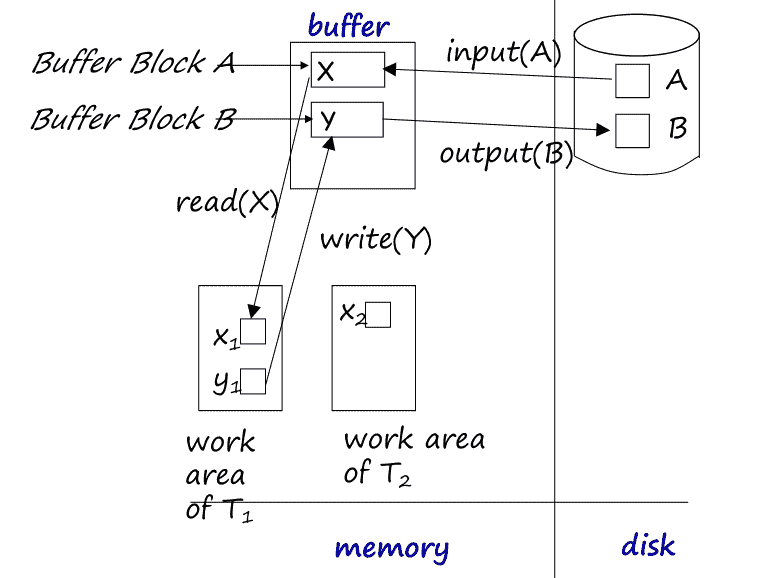 buffer
Buffer Block A
X
input(A)
A
Buffer Block B
Y
output(B)
B
read(X)
write(Y)
x₁
y₁
x₂
work
area
of T₁
work area
of T₂
memory
disk